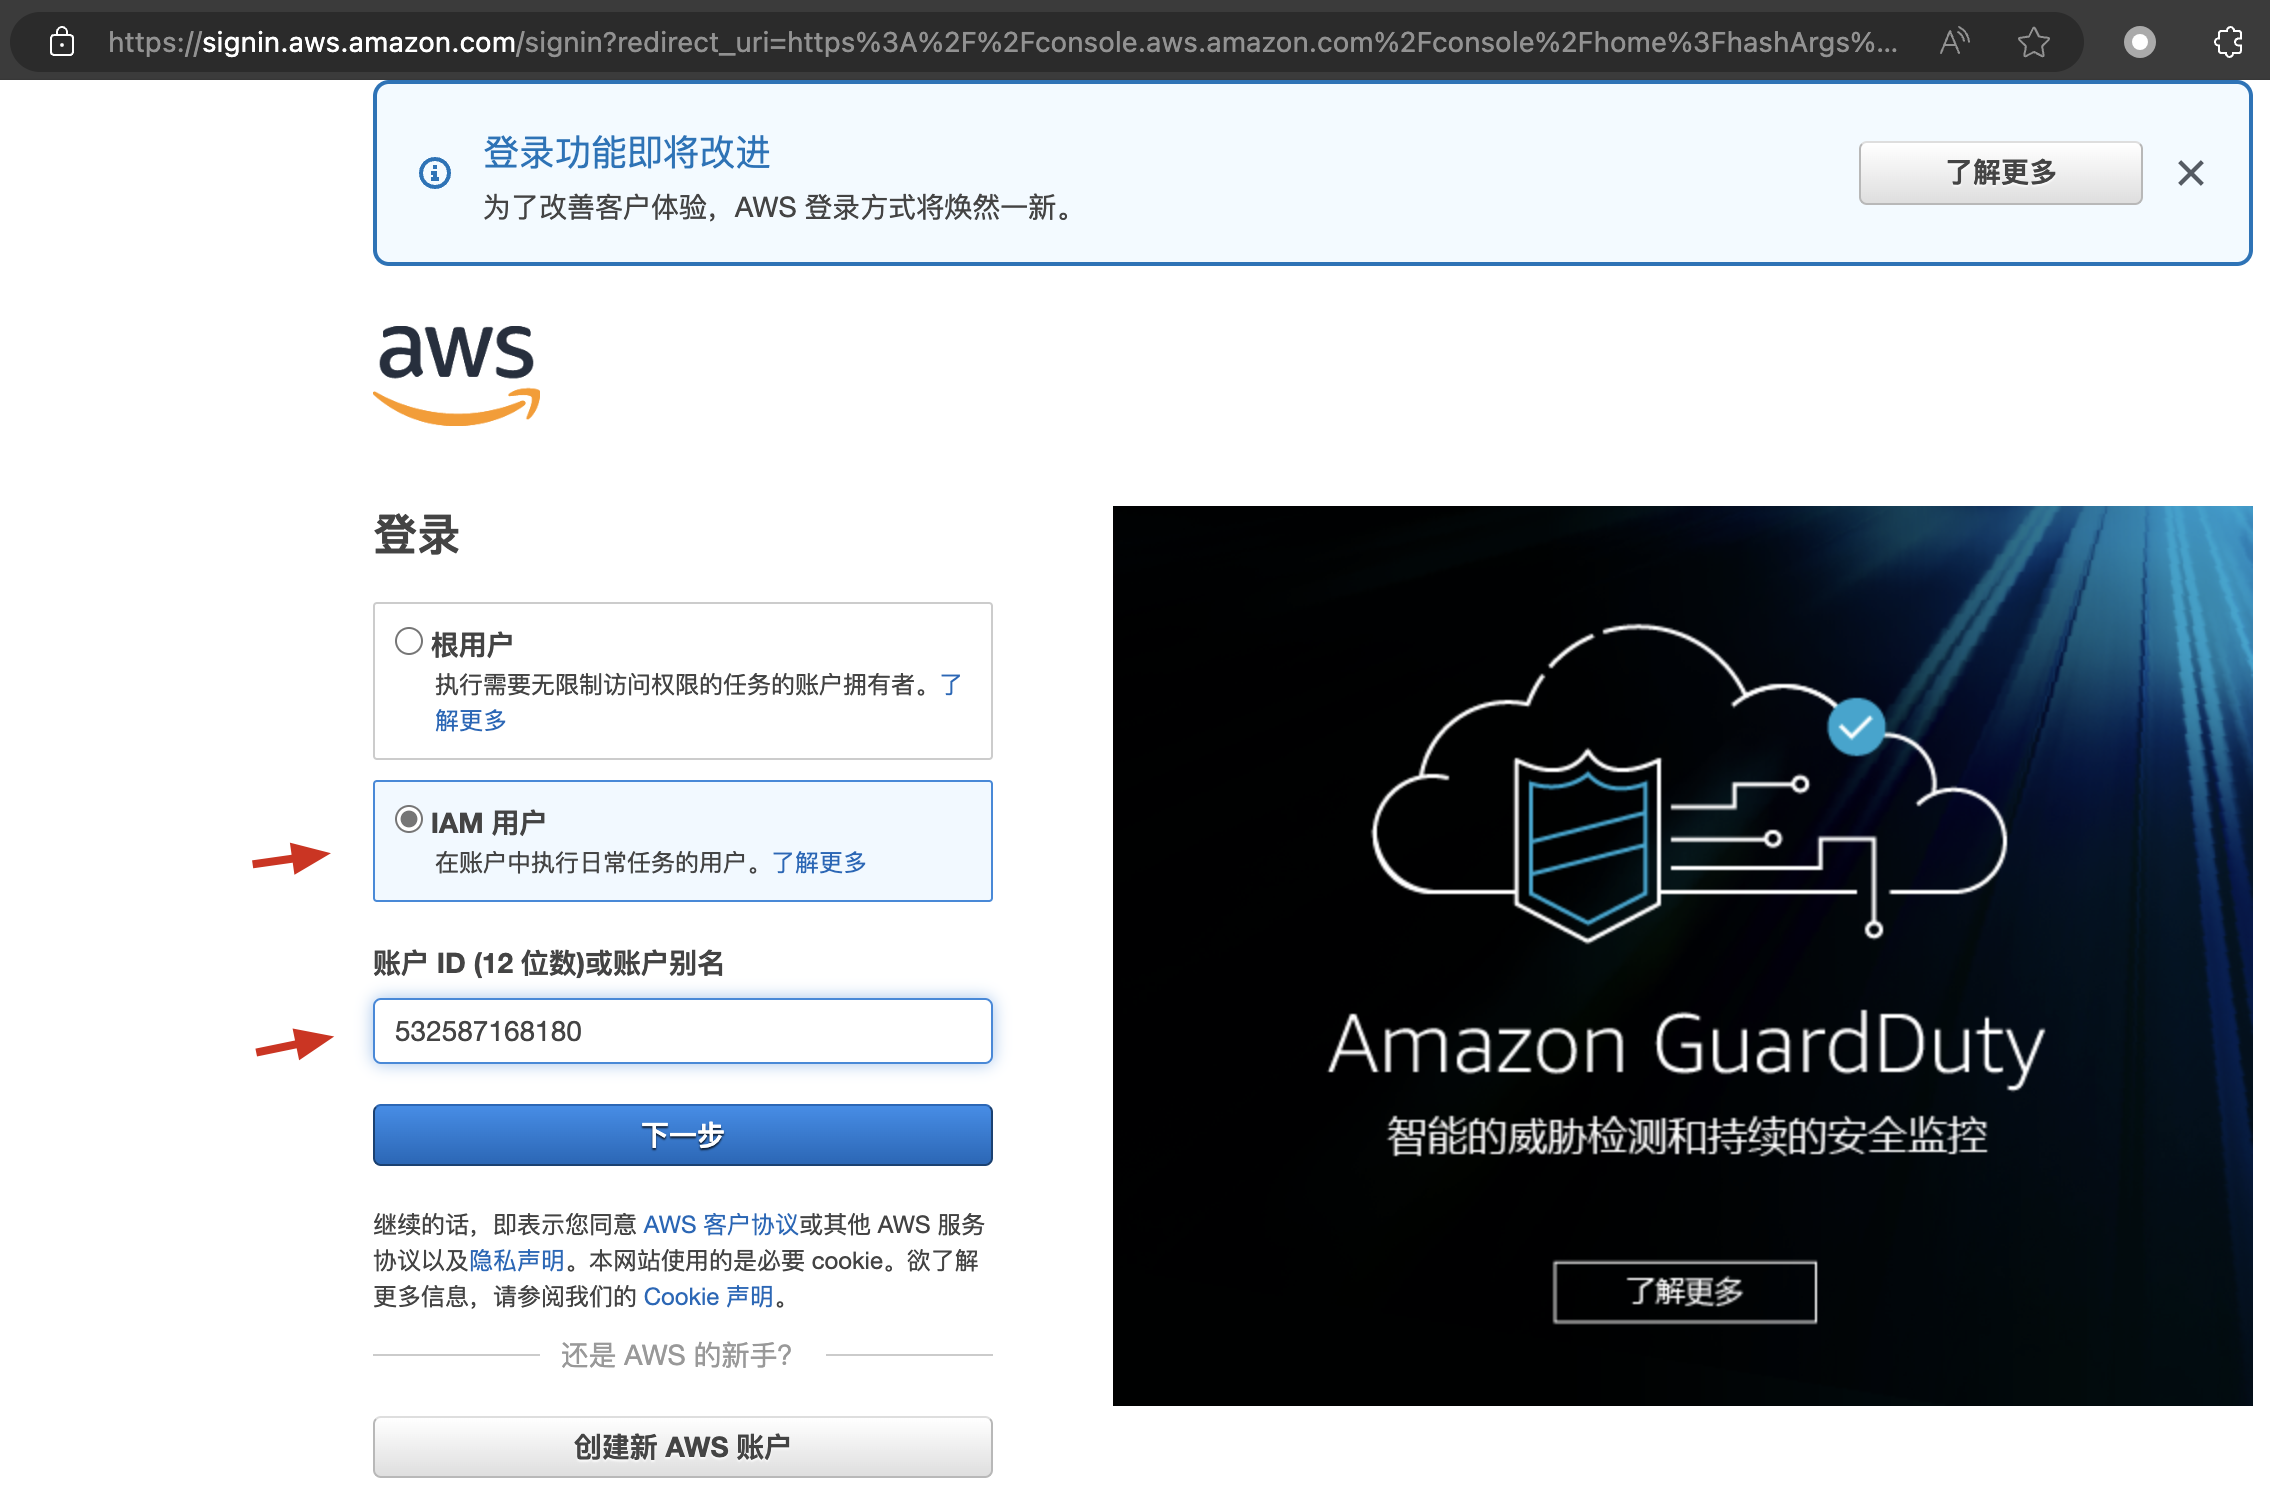 https://signin.aws.amazon.com/signin?redirect_uri=https%3A%2F%2Fconsole.aws.amazon.com%2Fconsole%2Fhome%3FhashArgs%...
登录功能即将改进
为了改善客户体验，AWS 登录方式将焕然一新。
了解更多
aws
登录
根用户
执行需要无限制访问权限的任务的账户拥有者。了
解更多
IAM 用户
在账户中执行日常任务的用户。了解更多
账户 ID (12 位数)或账户别名
532587168180
下一步
继续的话，即表示您同意 AWS 客户协议或其他 AWS 服务
协议以及隐私声明。本网站使用的是必要 cookie。欲了解
更多信息，请参阅我们的 Cookie 声明。
还是 AWS 的新手?
创建新 AWS 账户
Amazon GuardDuty
智能的威胁检测和持续的安全监控
了解更多